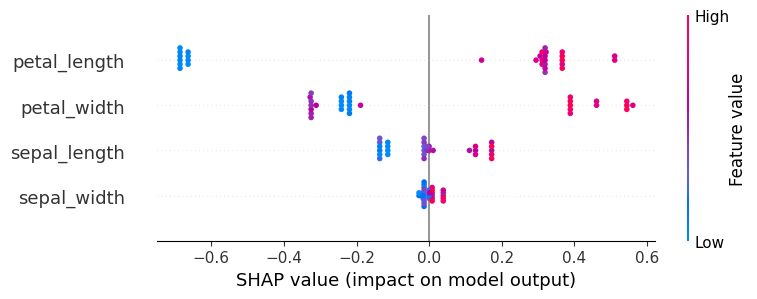 High
petal_length
petal_width
sepal_length
sepal_width
Feature value
Low
−0.6 −0.4 −0.2 0.0 0.2 0.4 0.6
SHAP value (impact on model output)